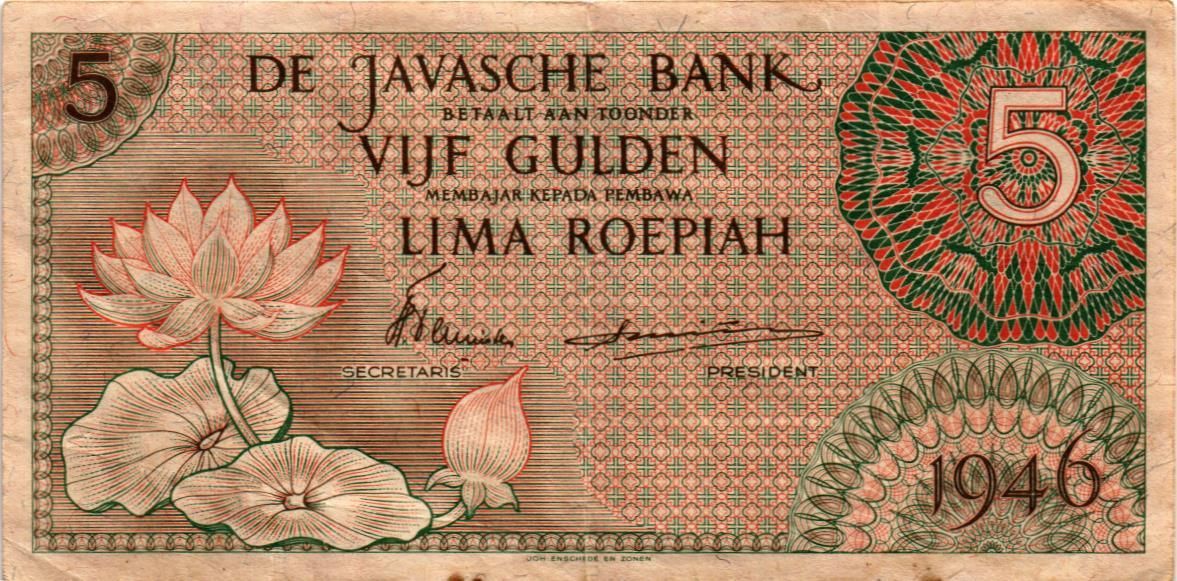 5
DE JAVASCHE BANK
BETAALT AAN TOONDER
VIJF GULDEN
MEMBAJAR KEPADA PEMBAWA
LIMA ROEPIAH
5
SECRETARIS
PRESIDENT
1946
JOH ENSCHEDÉ EN ZONEN